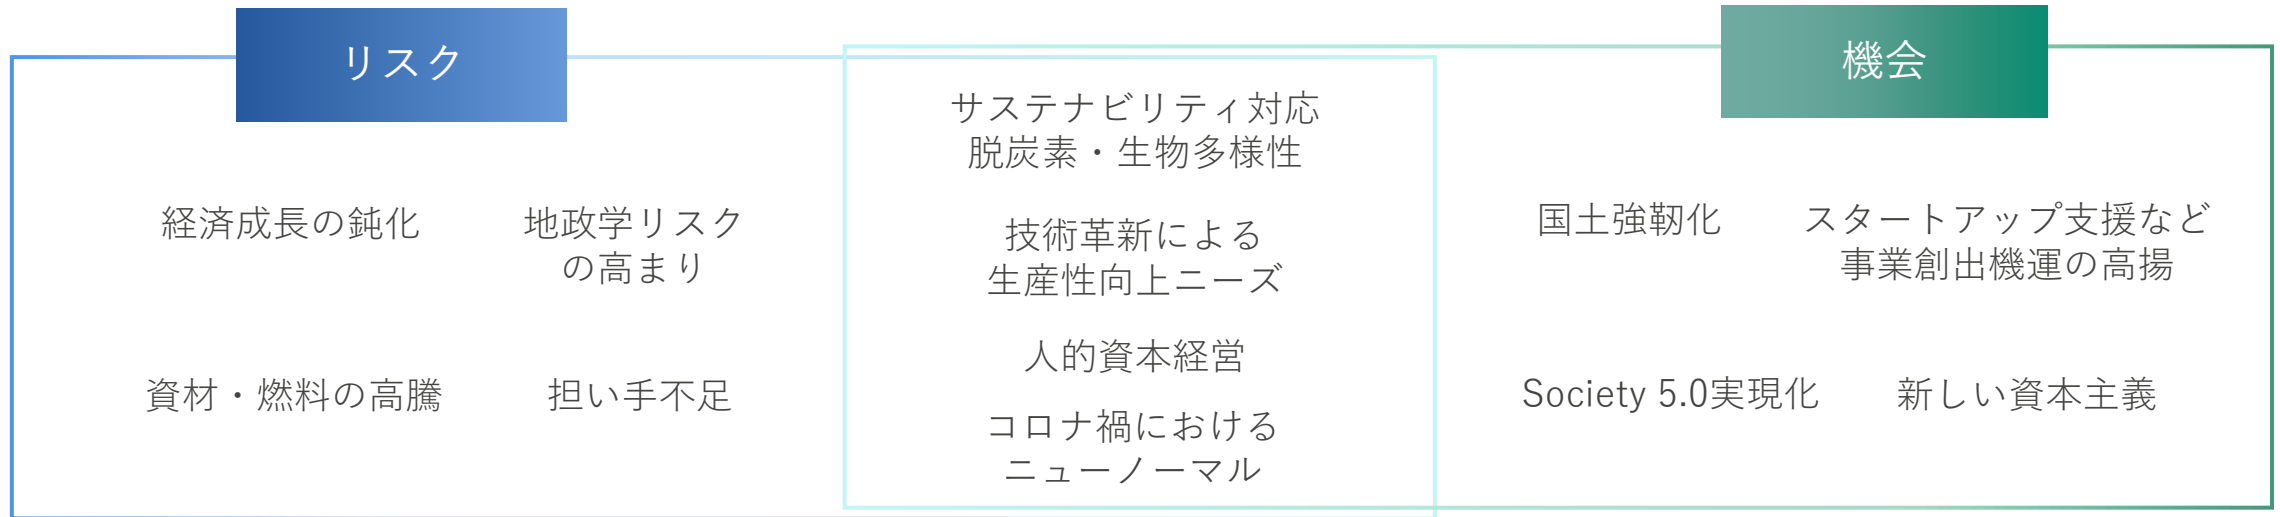 リスク
経済成長の鈍化
地政学リスク
の高まり
資材・燃料の高騰
担い手不足
サステナビリティ対応
脱炭素・生物多様性
技術革新による
生産性向上ニーズ
人的資本経営
コロナ禍における
ニューノーマル
機会
国土強靭化
スタートアップ支援など
事業創出機運の高揚
Society 5.0実現化
新しい資本主義